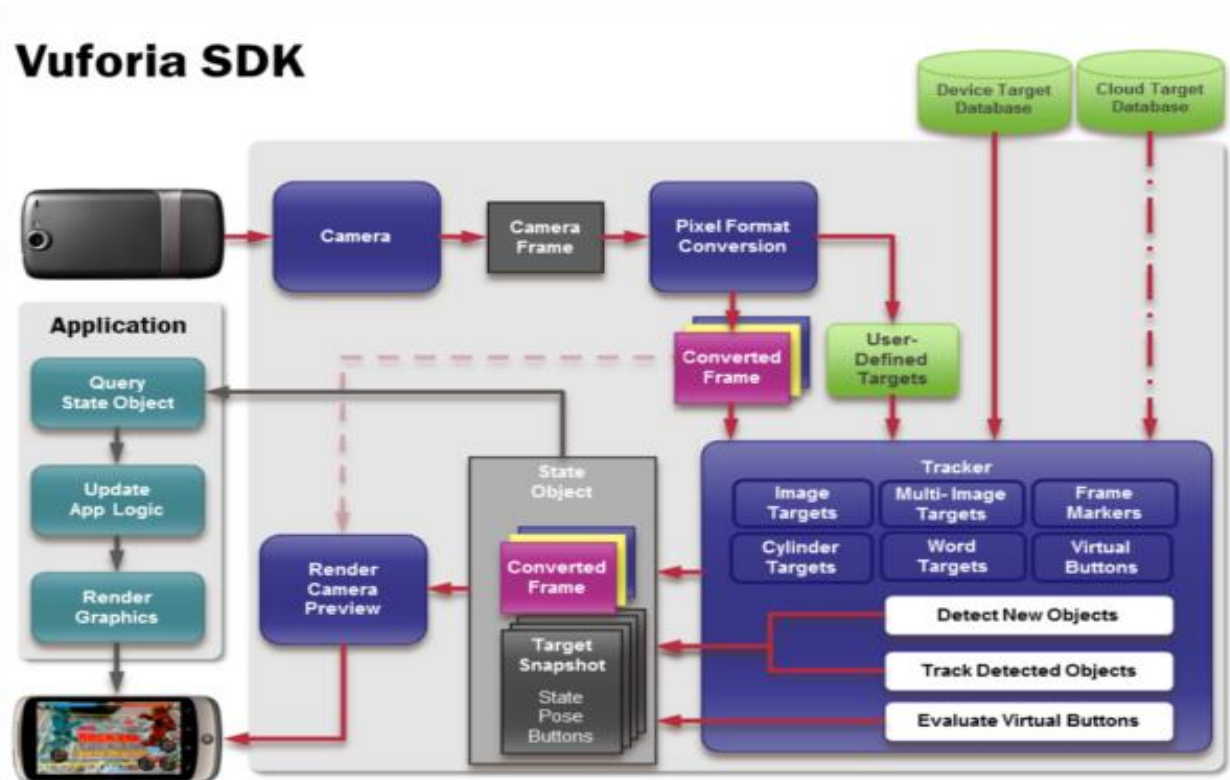 Vuforia SDK
Device Target
Database
Cloud Target
Database
Camera
Camera
Frame
Pixel Format
Conversion
Application
Query
State Object
Update
App Logic
Render
Graphics
Converted
Frame
User-
Defined
Targets
Render
Camera
Preview
State
Object
Converted
Frame
Target
Snapshot
State
Pose
Buttons
Tracker
Image
Targets
Multi-Image
Targets
Frame
Markers
Cylinder
Targets
Word
Targets
Virtual
Buttons
Detect New Objects
Track Detected Objects
Evaluate Virtual Buttons